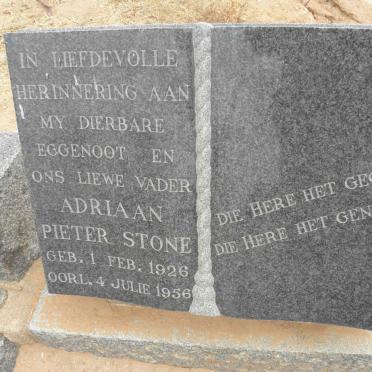 IN LIEFDEVOLLE
HERINNERING AAN
MY DIERBARE
EGGENOOT EN
ONS LIEWE VADER
ADRIAAN
PIETER STONE
GEB. 1 FEB. 1926
OORL. 4 JULIE 1956
DIE HERE HET GEG
DIE HERE HET GEN